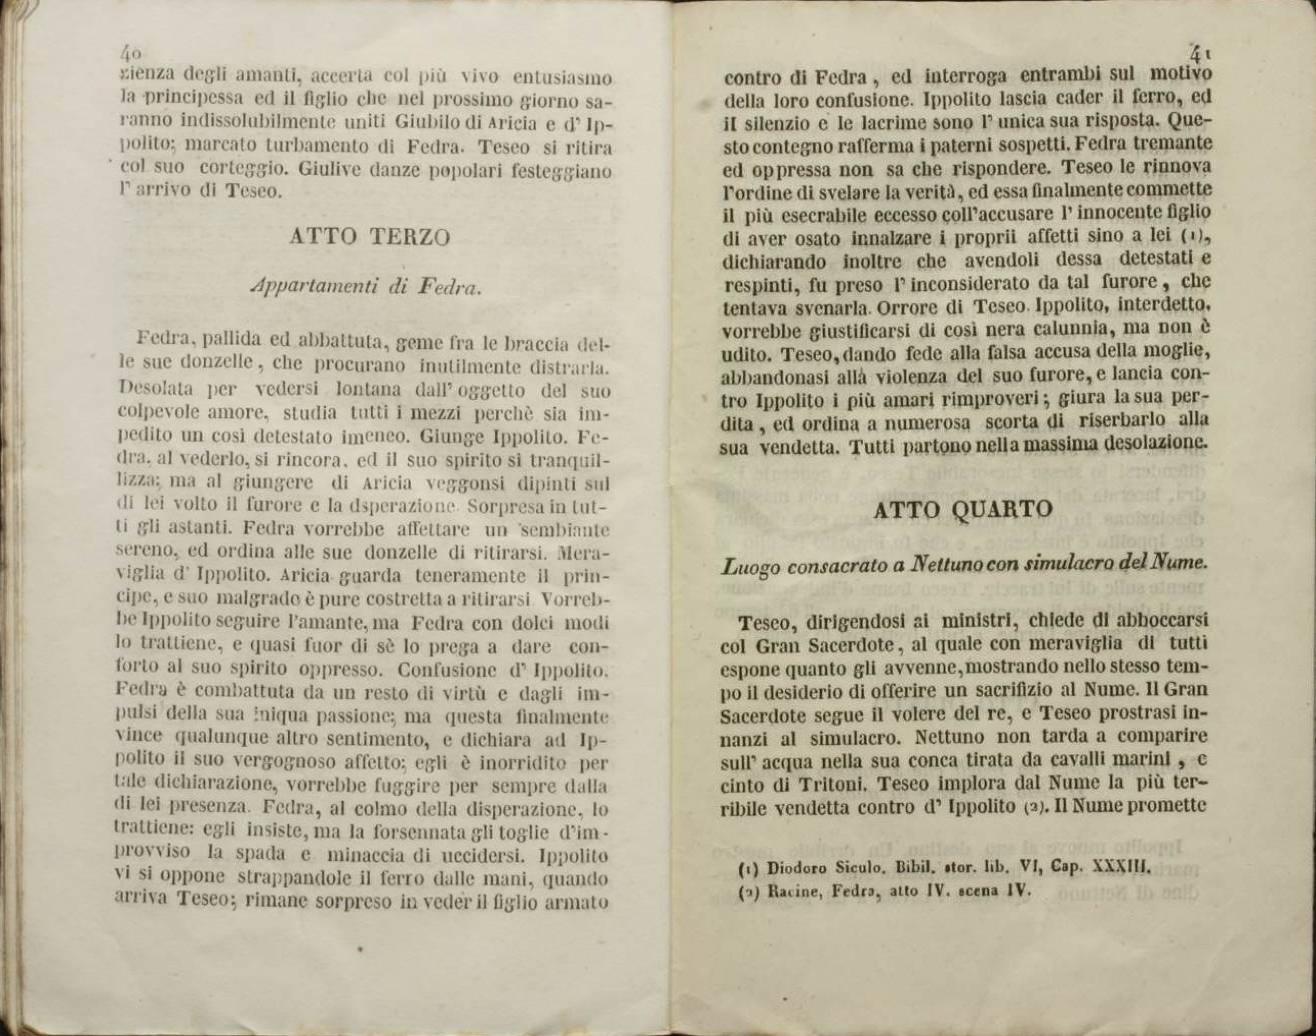 40
zienza degli amanti, accerta col più vivo entusiasmo
la principessa ed il figlio che nel prossimo giorno sa-
ranno indissolubilmente uniti Giubilo di Aricia e d' Ip-
polito; marcato turbamento di Fedra. Teseo si ritira
col suo corteggio. Giulive danze popolari festeggiano
l' arrivo di Teseo.
ATTO TERZO
Appartamenti di Fedra.
Fedra, pallida ed abbattuta, geme fra le braccia del-
le sue donzelle, che procurano inutilmente distrarla.
Desolata per vedersi lontana dall' oggetto del suo
colpevole amore, studia tutti i mezzi perchè sia im-
pedito un così detestato imeneo. Giunge Ippolito. Fe-
dra, al vederlo, si rincora, ed il suo spirito si tranquil-
lizza; ma al giungere di Aricia veggonsi dipinti sul
di lei volto il furore e la dsperazione. Sorpresa in tut-
ti gli astanti. Fedra vorrebbe affettare un sembiante
sereno, ed ordina alle sue donzelle di ritirarsi. Mera-
viglia d' Ippolito. Aricia guarda teneramente il prin-
cipe, e suo malgrado è pure costretta a ritirarsi Vorreb-
be Ippolito seguire l'amante, ma Fedra con dolci modi
lo trattiene, e quasi fuor di sè lo prega a dare con-
forto al suo spirito oppresso. Confusione d' Ippolito.
Fedra è combattuta da un resto di virtù e dagli im-
pulsi della sua iniqua passione; ma questa finalmente
vince qualunque altro sentimento, e dichiara ad Ip-
polito il suo vergognoso affetto; egli è inorridito per
tale dichiarazione, vorrebbe fuggire per sempre dalla
di lei presenza. Fedra, al colmo della disperazione, lo
trattiene: egli insiste, ma la forsennata gli toglie d'im-
provviso la spada e minaccia di uccidersi. Ippolito
vi si oppone strappandole il ferro dalle mani, quando
arriva Teseo; rimane sorpreso in veder il figlio armato
41
contro di Fedra, ed interroga entrambi sul motivo
della loro confusione. Ippolito lascia cader il ferro, ed
il silenzio e le lacrime sono l' unica sua risposta. Que-
sto contegno rafferma i paterni sospetti. Fedra tremante
ed oppressa non sa che rispondere. Teseo le rinnova
l'ordine di svelare la verità, ed essa finalmente commette
il più esecrabile eccesso coll'accusare l' innocente figlio
di aver osato innalzare i proprii affetti sino a lei (1),
dichiarando inoltre che avendoli dessa detestati e
respinti, fu preso l' inconsiderato da tal furore, che
tentava svenarla. Orrore di Teseo. Ippolito, interdetto,
vorrebbe giustificarsi di così nera calunnia, ma non è
udito. Teseo, dando fede alla falsa accusa della moglie,
abbandonasi allà violenza del suo furore, e lancia con-
tro Ippolito i più amari rimproveri; giura la sua per-
dita, ed ordina a numerosa scorta di riserbarlo alla
sua vendetta. Tutti partono nella massima desolazione.
ATTO QUARTO
Luogo consacrato a Nettuno con simulacro del Nume.
Teseo, dirigendosi ai ministri, chiede di abboccarsi
col Gran Sacerdote, al quale con meraviglia di tutti
espone quanto gli avvenne, mostrando nello stesso tem-
po il desiderio di offerire un sacrifizio al Nume. Il Gran
Sacerdote segue il volere del re, e Teseo prostrasi in-
nanzi al simulacro. Nettuno non tarda a comparire
sull' acqua nella sua conca tirata da cavalli marini, e
cinto di Tritoni. Teseo implora dal Nume la più ter-
ribile vendetta contro d' Ippolito (2). Il Nume promette
(1) Diodoro Siculo. Bibil. stor. lib. VI, Cap. XXXIII.
(2) Racine, Fedra, atto IV. scena IV.